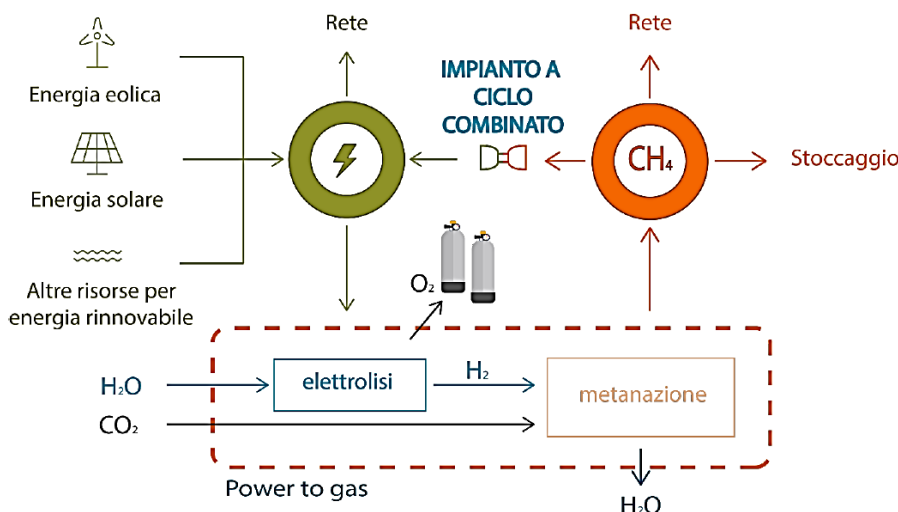 Rete
Rete
IMPIANTO A
CICLO
COMBINATO
Energia eolica
CH₄
Stoccaggio
Energia solare
O₂
Altre risorse per
energia rinnovabile
elettrolisi
H₂
metanazione
H₂O
CO₂
Power to gas
H₂O